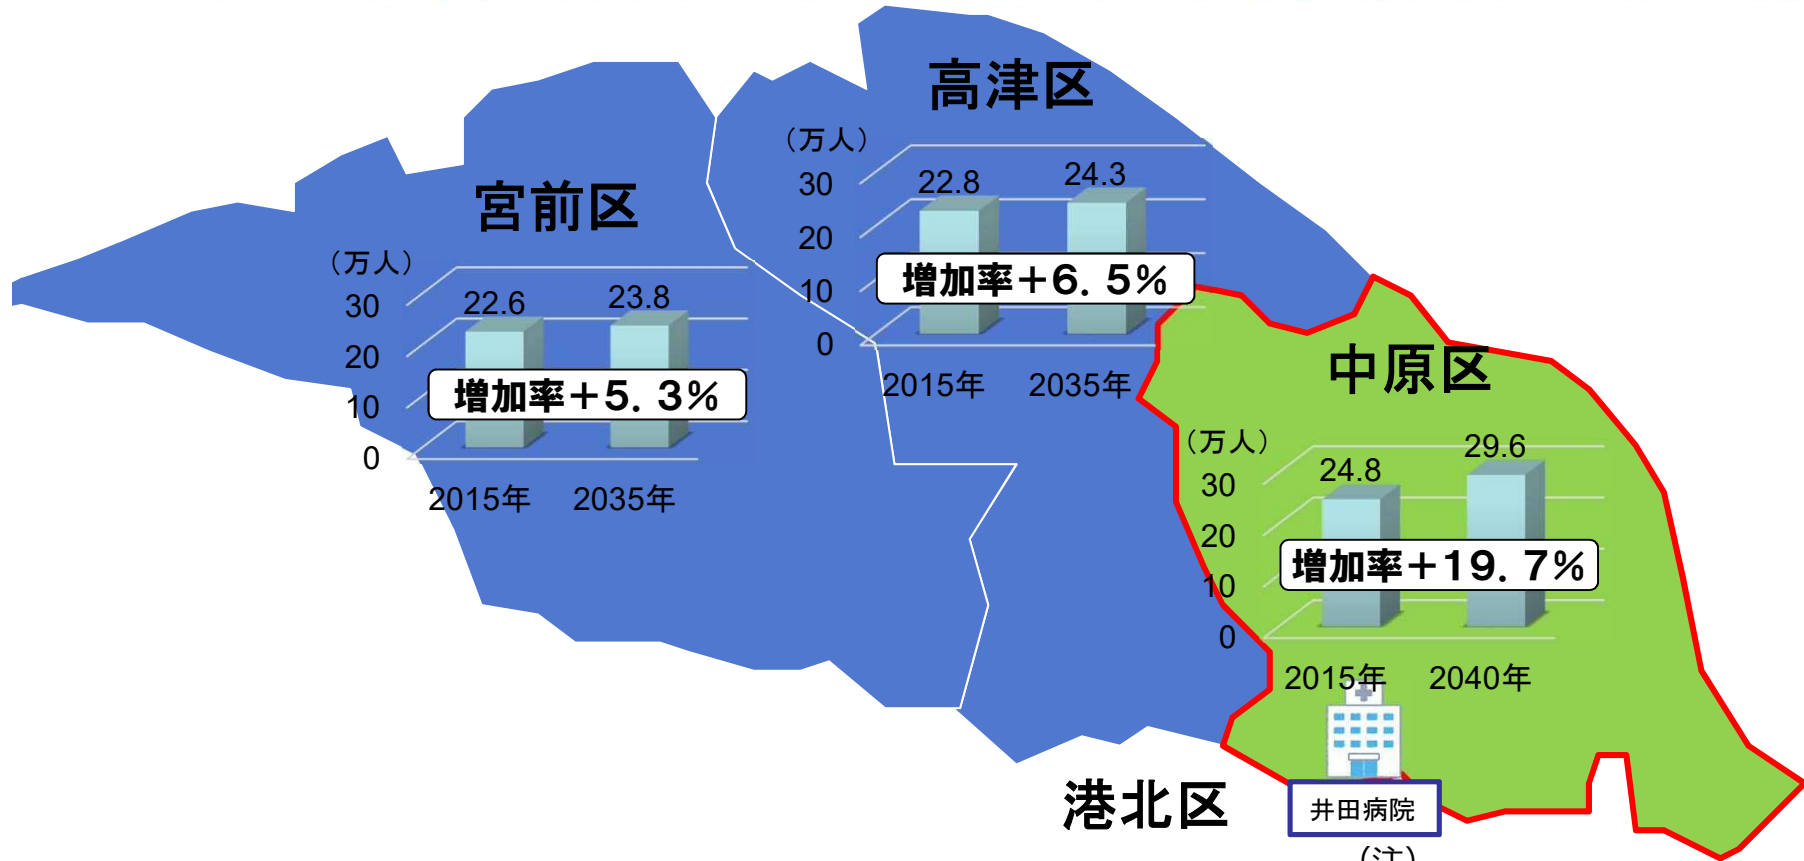 高津区
（万人）
30
20
10
0
22.8
24.3
増加率＋6．5％
2015年
2035年
宮前区
（万人）
30
20
10
0
22.6
23.8
増加率＋5．3％
2015年
2035年
中原区
（万人）
30
20
10
0
24.8
29.6
増加率＋19．7％
2015年
2040年
港北区
井田病院
（注）